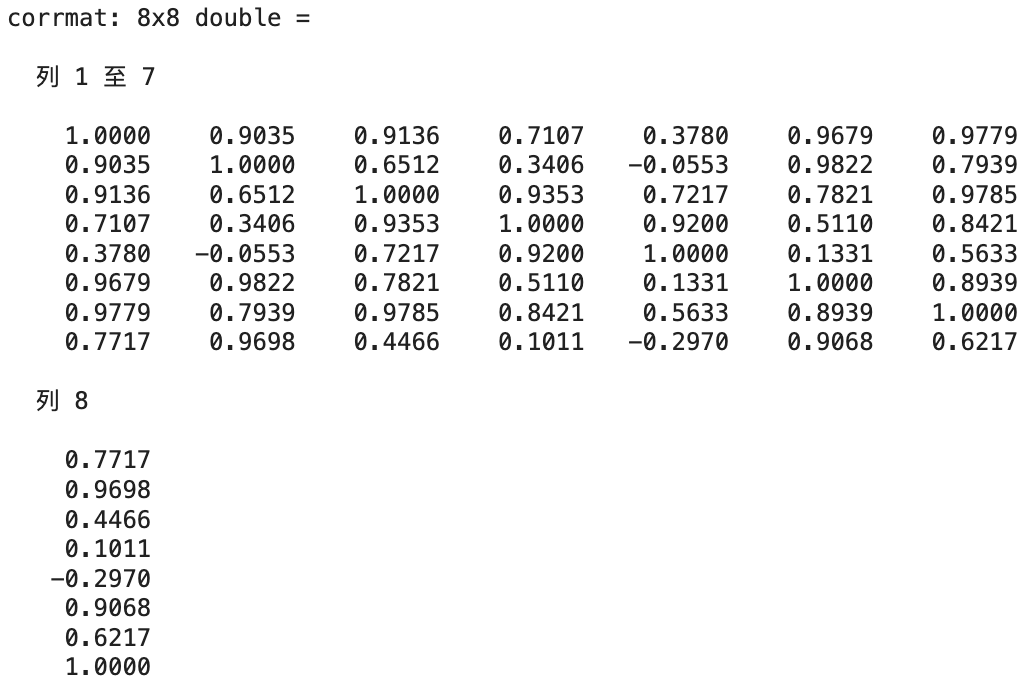 corrmat: 8x8 double =
列 1 至 7
1.0000 0.9035 0.9136 0.7107 0.3780 0.9679 0.9779
0.9035 1.0000 0.6512 0.3406 -0.0553 0.9822 0.7939
0.9136 0.6512 1.0000 0.9353 0.7217 0.7821 0.9785
0.7107 0.3406 0.9353 1.0000 0.9200 0.5110 0.8421
0.3780 -0.0553 0.7217 0.9200 1.0000 0.1331 0.5633
0.9679 0.9822 0.7821 0.5110 0.1331 1.0000 0.8939
0.9779 0.7939 0.9785 0.8421 0.5633 0.8939 1.0000
0.7717 0.9698 0.4466 0.1011 -0.2970 0.9068 0.6217
列 8
0.7717
0.9698
0.4466
0.1011
-0.2970
0.9068
0.6217
1.0000